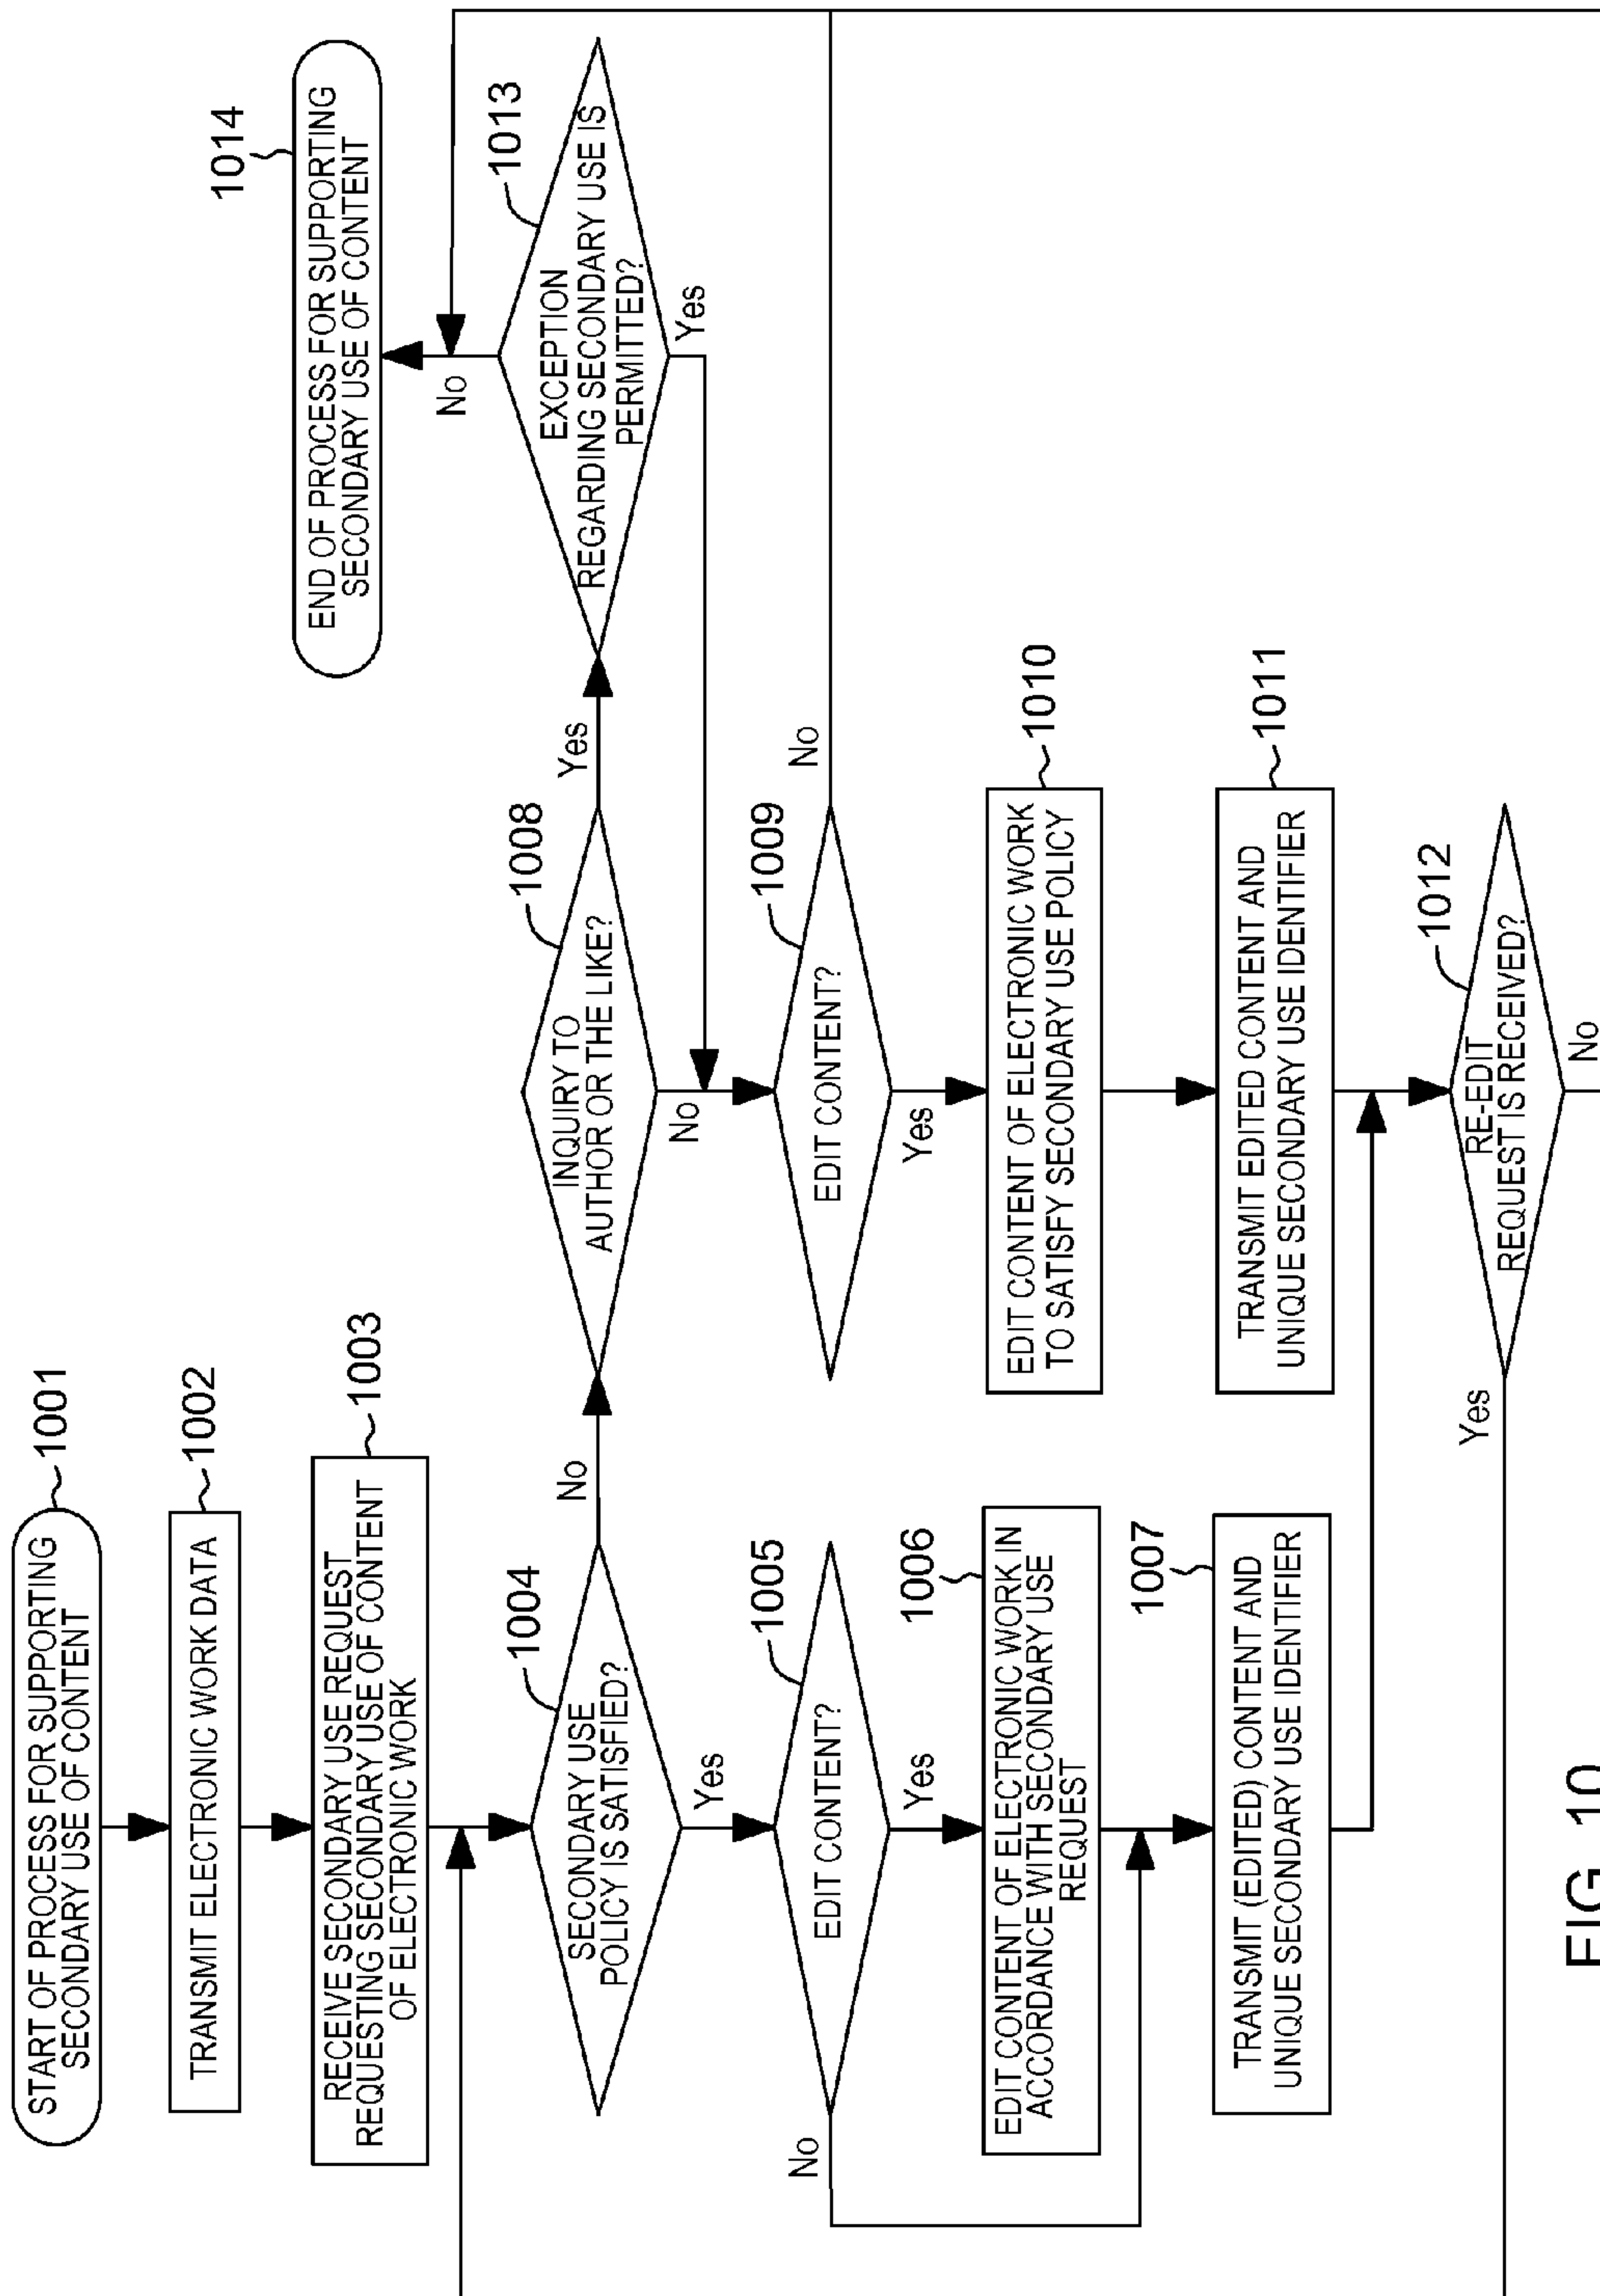 1001
START OF PROCESS FOR SUPPORTING
SECONDARY USE OF CONTENT
1002
TRANSMIT ELECTRONIC WORK DATA
1003
RECEIVE SECONDARY USE REQUEST
REQUESTING SECONDARY USE OF CONTENT
OF ELECTRONIC WORK
1004
SECONDARY USE
POLICY IS SATISFIED?
No
Yes
1005
EDIT CONTENT?
No
Yes
1006
EDIT CONTENT OF ELECTRONIC WORK IN
ACCORDANCE WITH SECONDARY USE
REQUEST
1007
TRANSMIT (EDITED) CONTENT AND
UNIQUE SECONDARY USE IDENTIFIER
1008
INQUIRY TO
AUTHOR OR THE LIKE?
Yes
No
1009
EDIT CONTENT?
No
Yes
1010
EDIT CONTENT OF ELECTRONIC WORK
TO SATISFY SECONDARY USE POLICY
1011
TRANSMIT EDITED CONTENT AND
UNIQUE SECONDARY USE IDENTIFIER
1012
RE-EDIT
REQUEST IS RECEIVED?
Yes
No
1013
EXCEPTION
REGARDING SECONDARY USE IS
PERMITTED?
No
Yes
1014
END OF PROCESS FOR SUPPORTING
SECONDARY USE OF CONTENT
FIG. 10